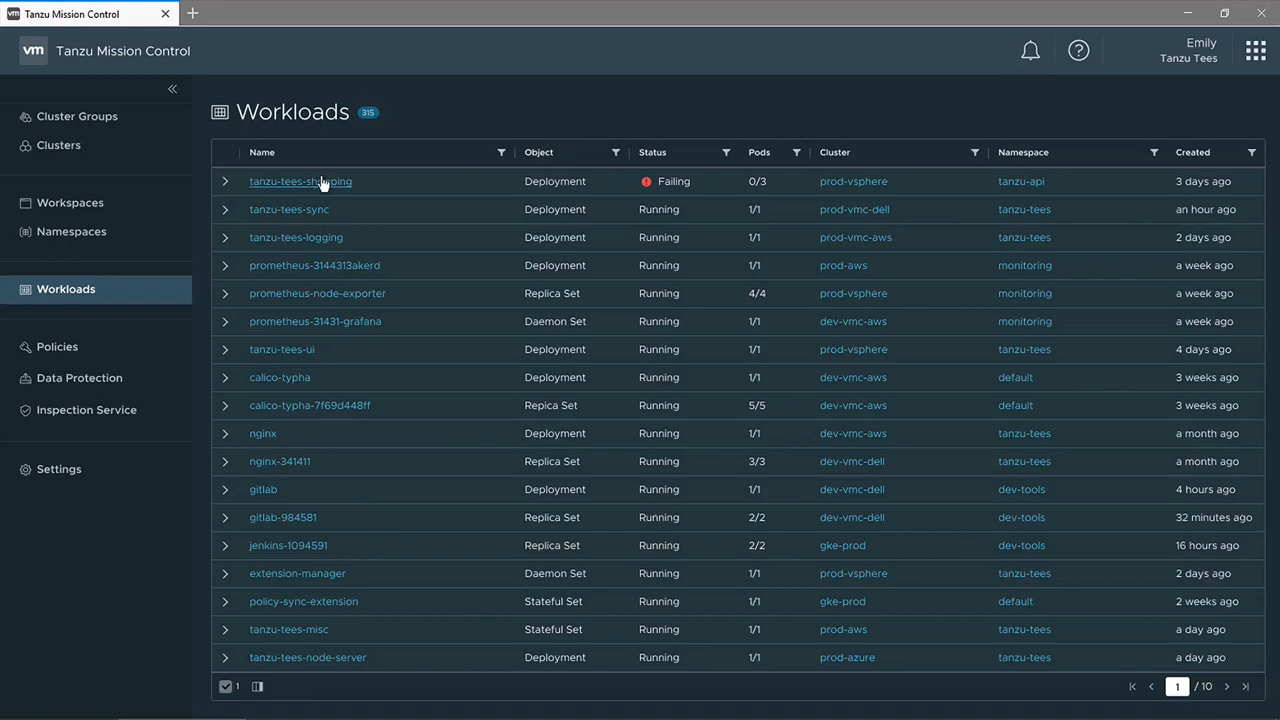 vm Tanzu Mission Control
vm Tanzu Mission Control
Emily
Tanzu Tees
Cluster Groups
Clusters
Workspaces
Namespaces
Workloads
Policies
Data Protection
Inspection Service
Settings
Workloads 315
Name Object Status Pods Cluster Namespace Created
tanzu-tees-shopping Deployment Failing 0/3 prod-vsphere tanzu-api 3 days ago
tanzu-tees-sync Deployment Running 1/1 prod-vmc-dell tanzu-tees an hour ago
tanzu-tees-logging Deployment Running 1/1 prod-vmc-aws tanzu-tees 2 days ago
prometheus-3144313akerd Deployment Running 1/1 prod-aws monitoring a week ago
prometheus-node-exporter Replica Set Running 4/4 prod-vsphere monitoring a week ago
prometheus-31431-grafana Daemon Set Running 1/1 dev-vmc-aws monitoring a week ago
tanzu-tees-ui Deployment Running 1/1 prod-vsphere tanzu-tees 4 days ago
calico-typha Deployment Running 1/1 dev-vmc-aws default 3 weeks ago
calico-typha-7f69d448ff Replica Set Running 5/5 dev-vmc-aws default 3 weeks ago
nginx Deployment Running 1/1 dev-vmc-aws tanzu-tees a month ago
nginx-341411 Replica Set Running 3/3 dev-vmc-dell tanzu-tees a month ago
gitlab Deployment Running 1/1 dev-vmc-dell dev-tools 4 hours ago
gitlab-984581 Replica Set Running 2/2 dev-vmc-dell dev-tools 32 minutes ago
jenkins-1094591 Replica Set Running 2/2 gke-prod dev-tools 16 hours ago
extension-manager Daemon Set Running 1/1 prod-vsphere tanzu-tees 2 days ago
policy-sync-extension Stateful Set Running 1/1 gke-prod default 2 weeks ago
tanzu-tees-misc Stateful Set Running 1/1 prod-aws tanzu-tees a day ago
tanzu-tees-node-server Deployment Running 1/1 prod-azure tanzu-tees a day ago
1 1 / 10